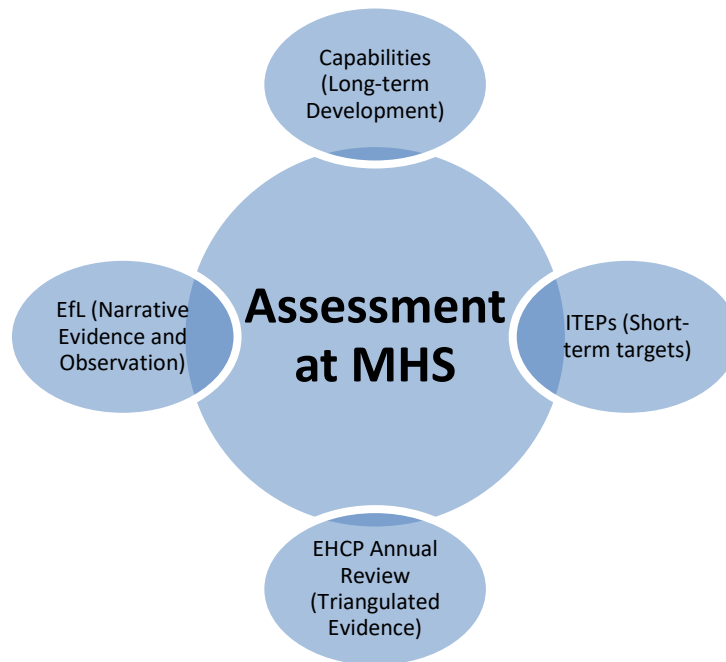 Capabilities
(Long-term
Development)
EfL (Narrative
Evidence and
Observation)
Assessment
at MHS
ITEPs (Short-
term targets)
EHCP Annual
Review
(Triangulated
Evidence)